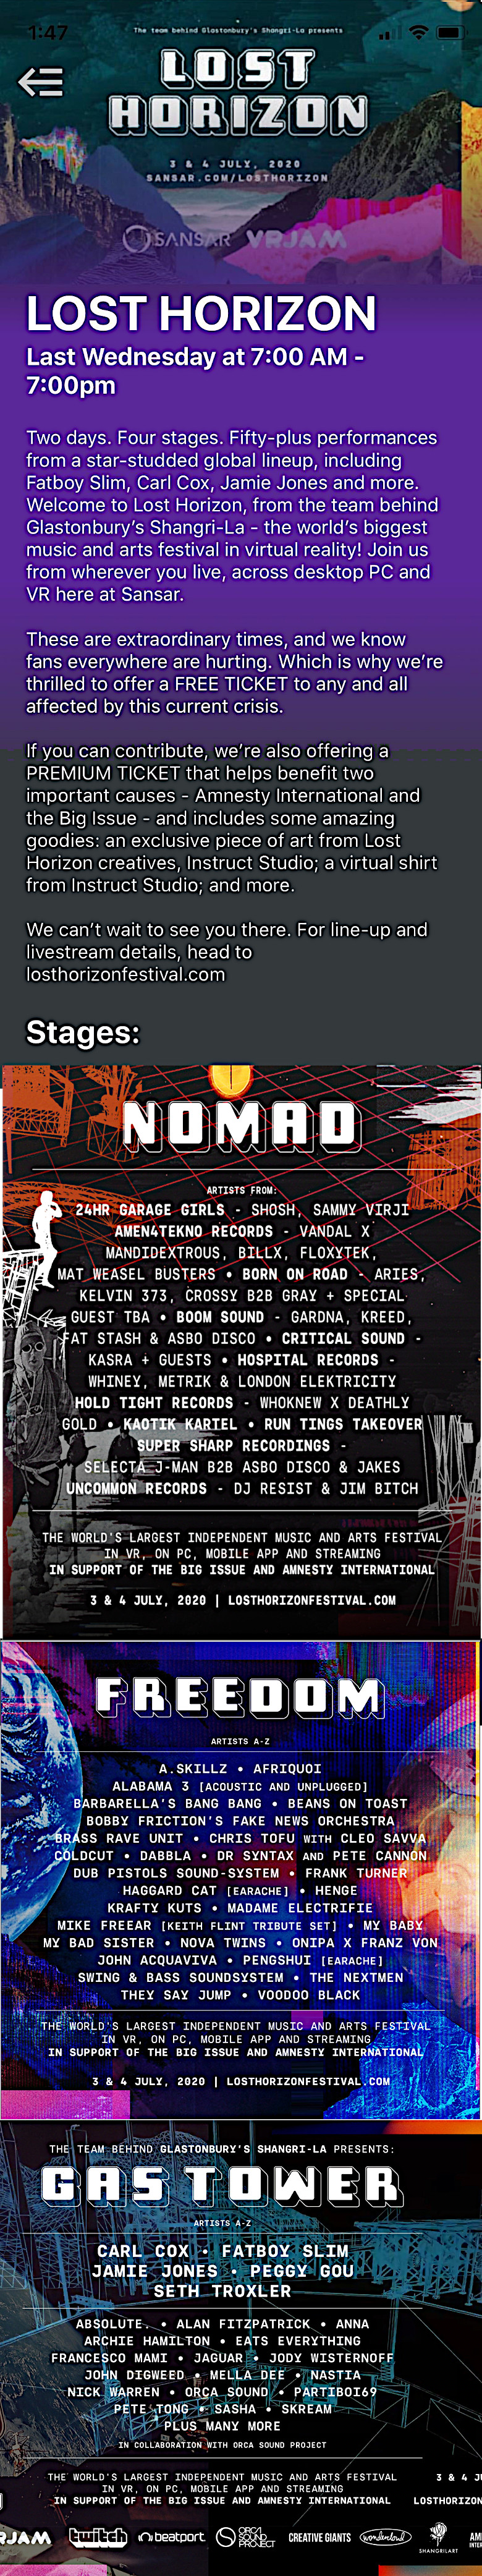 1:47
The team behind Glastonbury's Shangri-La presents
LOST
HORIZON
3 & 4 JULY, 2020
SANSAR.COM/LOSTHORIZON
SANSAR VRJAM
LOST HORIZON
Last Wednesday at 7:00 AM -
7:00pm
Two days. Four stages. Fifty-plus performances
from a star-studded global lineup, including
Fatboy Slim, Carl Cox, Jamie Jones and more.
Welcome to Lost Horizon, from the team behind
Glastonbury's Shangri-La - the world's biggest
music and arts festival in virtual reality! Join us
from wherever you live, across desktop PC and
VR here at Sansar.
These are extraordinary times, and we know
fans everywhere are hurting. Which is why we're
thrilled to offer a FREE TICKET to any and all
affected by this current crisis.
If you can contribute, we're also offering a
PREMIUM TICKET that helps benefit two
important causes - Amnesty International and
the Big Issue - and includes some amazing
goodies: an exclusive piece of art from Lost
Horizon creatives, Instruct Studio; a virtual shirt
from Instruct Studio; and more.
We can't wait to see you there. For line-up and
livestream details, head to
losthorizonfestival.com
Stages:
NOMAD
ARTISTS FROM:
24HR GARAGE GIRLS - SHOSH, SAMMY VIRJI
AMEN4TEKNO RECORDS - VANDAL X
MANDIDEXTROUS, BILLX, FLOXYTEK,
MAT WEASEL BUSTERS • BORN ON ROAD - ARIES,
KELVIN 373, CROSSY B2B GRAY + SPECIAL
GUEST TBA • BOOM SOUND - GARDNA, KREED,
FAT STASH & ASBO DISCO • CRITICAL SOUND -
KASRA + GUESTS • HOSPITAL RECORDS -
WHINEY, METRIK & LONDON ELEKTRICITY
HOLD TIGHT RECORDS - WHOKNEW X DEATHLY
GOLD • KAOTIK KARTEL • RUN TINGS TAKEOVER
SUPER SHARP RECORDINGS -
SELECTA J-MAN B2B ASBO DISCO & JAKES
UNCOMMON RECORDS - DJ RESIST & JIM BITCH
THE WORLD'S LARGEST INDEPENDENT MUSIC AND ARTS FESTIVAL
IN VR, ON PC, MOBILE APP AND STREAMING
IN SUPPORT OF THE BIG ISSUE AND AMNESTY INTERNATIONAL
3 & 4 JULY, 2020 | LOSTHORIZONFESTIVAL.COM
FREEDOM
ARTISTS A-Z
A.SKILLZ • AFRIQUOI
ALABAMA 3 [ACOUSTIC AND UNPLUGGED]
BARBARELLA'S BANG BANG • BEANS ON TOAST
BOBBY FRICTION'S FAKE NEWS ORCHESTRA
BRASS RAVE UNIT • CHRIS TOFU WITH CLEO SAVVA
COLDCUT • DABBLA • DR SYNTAX AND PETE CANNON
DUB PISTOLS SOUND-SYSTEM • FRANK TURNER
HAGGARD CAT [EARACHE] • HENGE
KRAFTY KUTS • MADAME ELECTRIFIE
MIKE FREEAR [KEITH FLINT TRIBUTE SET] • MY BABY
MY BAD SISTER • NOVA TWINS • ONIPA X FRANZ VON
JOHN ACQUAVIVA • PENGSHUI [EARACHE]
SWING & BASS SOUNDSYSTEM • THE NEXTMEN
THEY SAY JUMP • VOODOO BLACK
THE WORLD'S LARGEST INDEPENDENT MUSIC AND ARTS FESTIVAL
IN VR, ON PC, MOBILE APP AND STREAMING
IN SUPPORT OF THE BIG ISSUE AND AMNESTY INTERNATIONAL
3 & 4 JULY, 2020 | LOSTHORIZONFESTIVAL.COM
THE TEAM BEHIND GLASTONBURY'S SHANGRI-LA PRESENTS:
GAS TOWER
ARTISTS A-Z
CARL COX • FATBOY SLIM
JAMIE JONES • PEGGY GOU
SETH TROXLER
ABSOLUTE. • ALAN FITZPATRICK • ANNA
ARCHIE HAMILTON • EATS EVERYTHING
FRANCESCO MAMI • JAGUAR • JODY WISTERNOFF
JOHN DIGWEED • MELLA DEE • NASTIA
NICK WARREN • ORCA SOUND • PARTIBOI69
PETE TONG • SASHA • SKREAM
PLUS MANY MORE
IN COLLABORATION WITH ORCA SOUND PROJECT
THE WORLD'S LARGEST INDEPENDENT MUSIC AND ARTS FESTIVAL 3 & 4 JU
IN VR, ON PC, MOBILE APP AND STREAMING
IN SUPPORT OF THE BIG ISSUE AND AMNESTY INTERNATIONAL LOSTHORIZON
RJAM twitch beatport ORCA SOUND PROJECT CREATIVE GIANTS wonderloud SHANGRILART AM INTER